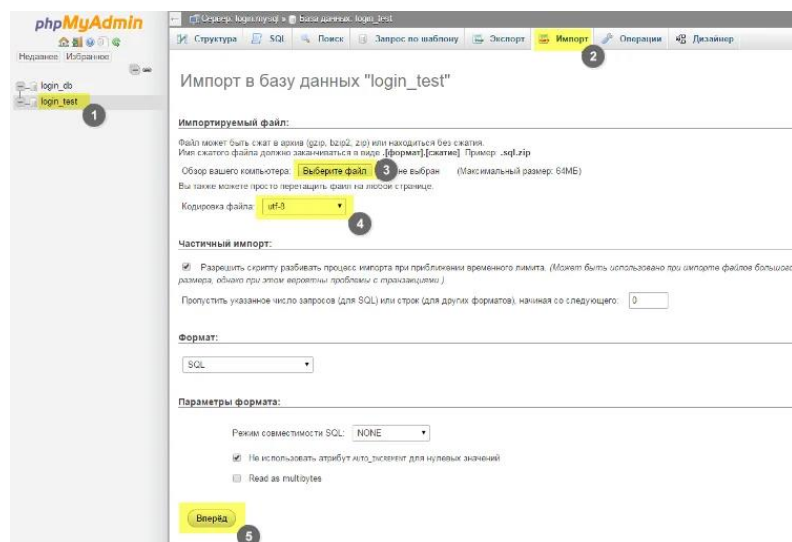 phpMyAdmin
Недавнее Избранное
login_db
login_test
1
Сервер: login.mysql » База данных: login_test
Структура SQL Поиск Запрос по шаблону Экспорт Импорт Операции Дизайнер
2
Импорт в базу данных "login_test"
Импортируемый файл:
Файл может быть сжат в архив (gzip, bzip2, zip) или находиться без сжатия.
Имя сжатого файла должно заканчиваться в виде .[формат].[сжатие]. Пример: .sql.zip
Обзор вашего компьютера: Выберите файл 3 не выбран (Максимальный размер: 64МБ)
Вы также можете просто перетащить файл на любой странице.
Кодировка файла: utf-8
4
Частичный импорт:
Разрешить скрипту разбивать процесс импорта при приближении временного лимита. (Может быть использовано при импорте файлов большого
размера, однако при этом вероятны проблемы с транзакциями.)
Пропустить указанное число запросов (для SQL) или строк (для других форматов), начиная со следующего: 0
Формат:
SQL
Параметры формата:
Режим совместимости SQL: NONE
Не использовать атрибут AUTO_INCREMENT для нулевых значений
Read as multibytes
Вперёд
5